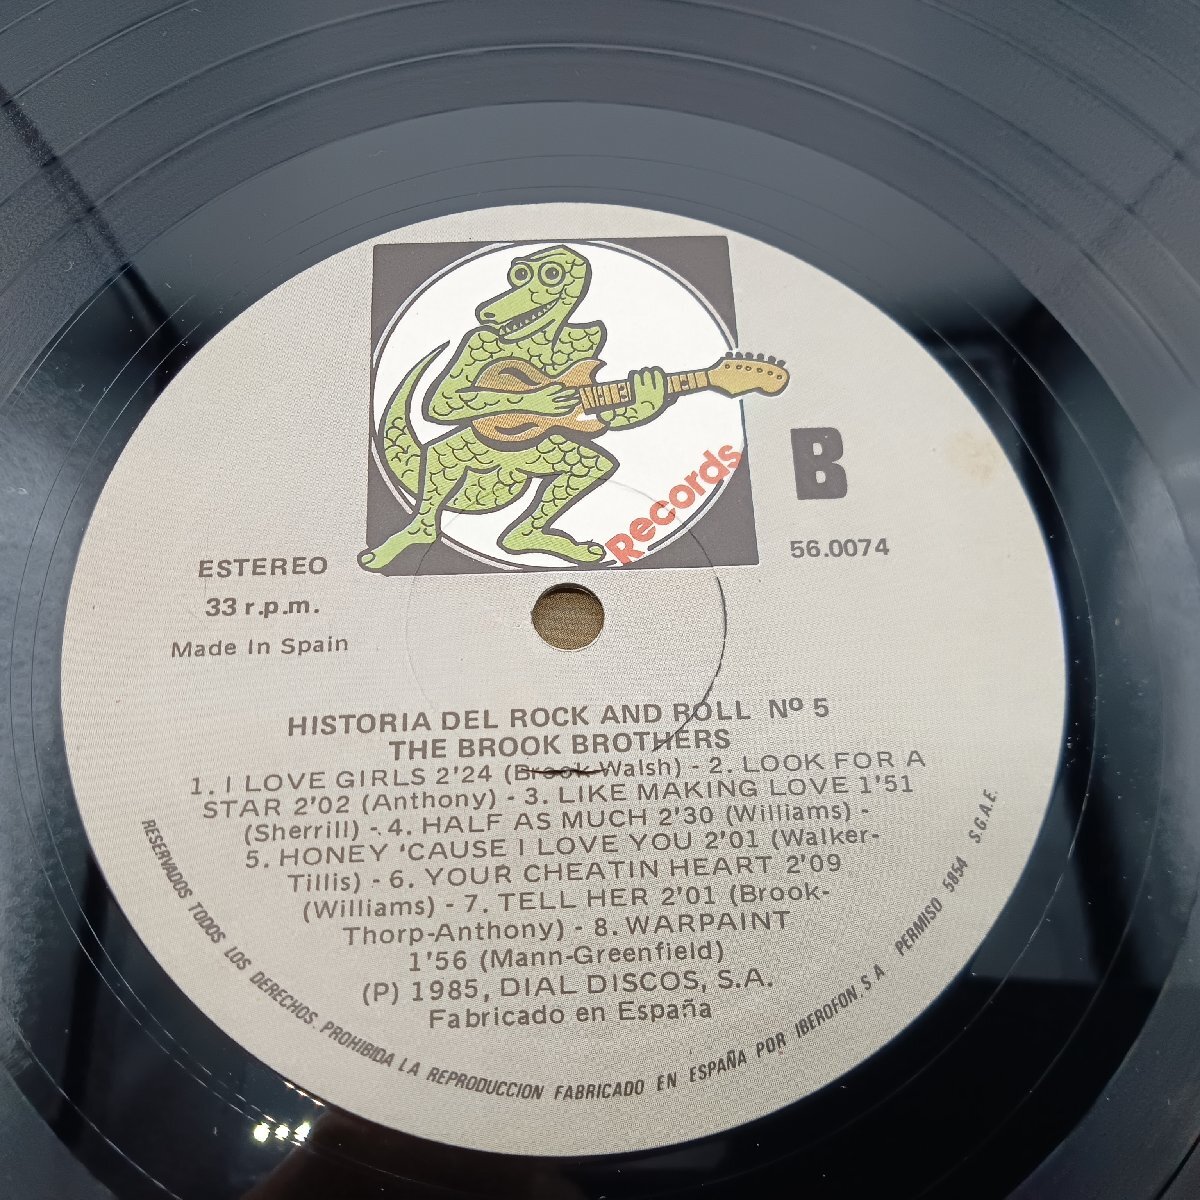 Records
B
56.0074
ESTEREO
33 r.p.m.
Made In Spain
HISTORIA DEL ROCK AND ROLL Nº 5
THE BROOK BROTHERS
1. I LOVE GIRLS 2'24 (Brook-Walsh) - 2. LOOK FOR A
STAR 2'02 (Anthony) - 3. LIKE MAKING LOVE 1'51
(Sherrill) - 4. HALF AS MUCH 2'30 (Williams) -
5. HONEY 'CAUSE I LOVE YOU 2'01 (Walker-
Tillis) - 6. YOUR CHEATIN HEART 2'09
(Williams) - 7. TELL HER 2'01 (Brook-
Thorp-Anthony) - 8. WARPAINT
1'56 (Mann-Greenfield)
(P) 1985, DIAL DISCOS, S.A.
Fabricado en España
RESERVADOS TODOS LOS DERECHOS. PROHIBIDA LA REPRODUCCION FABRICADO EN ESPAÑA POR IBEROFON, S A PERMISO 5854 S.G.A.E.